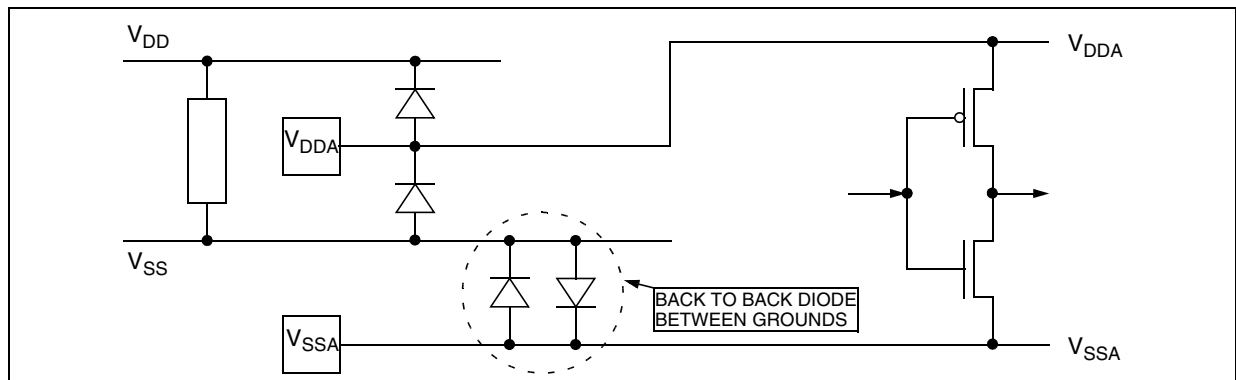 VDD
VDDA
VDDA
VSS
BACK TO BACK DIODE
BETWEEN GROUNDS
VSSA
VSSA